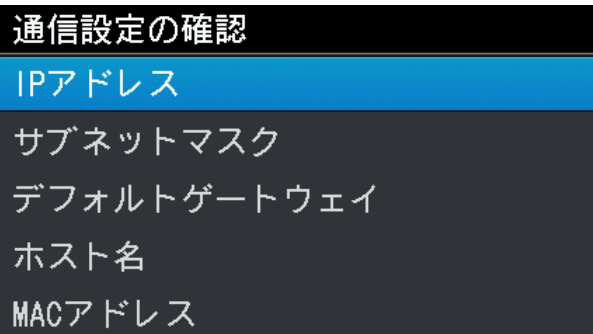 通信設定の確認
IPアドレス
サブネットマスク
デフォルトゲートウェイ
ホスト名
MACアドレス